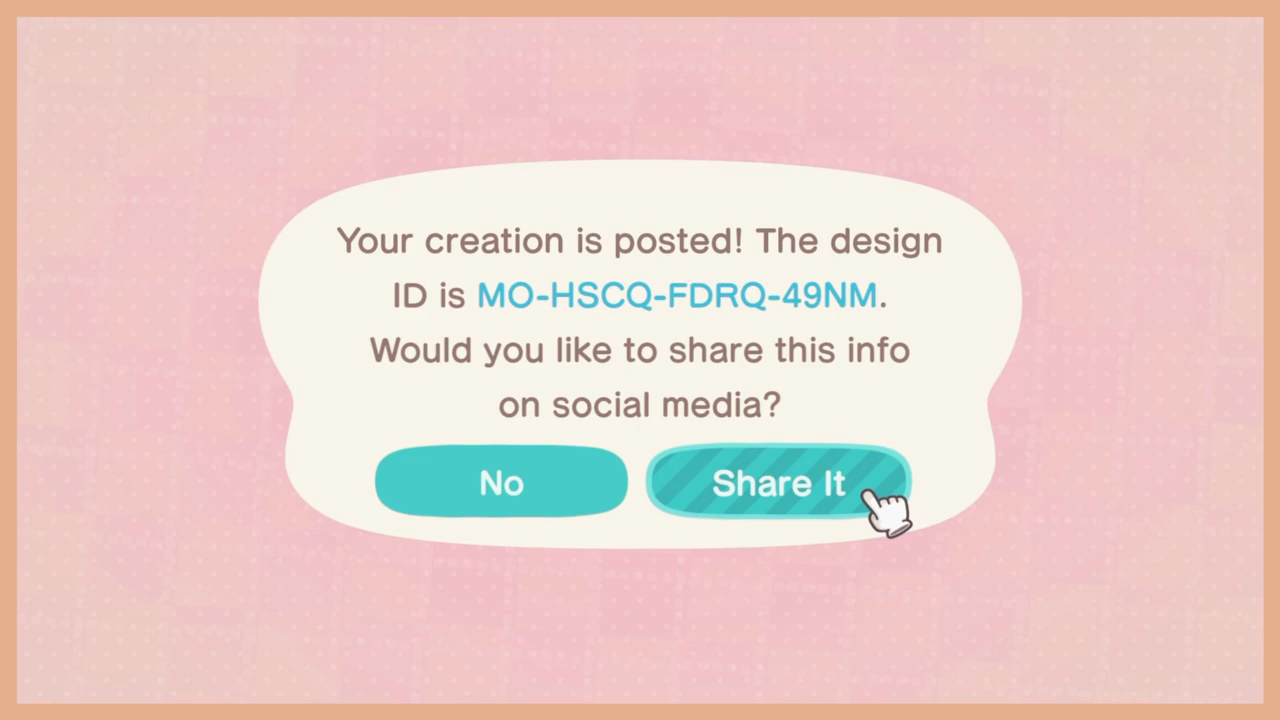 Your creation is posted! The design
ID is MO-HSCQ-FDRQ-49NM.
Would you like to share this info
on social media?
No
Share It